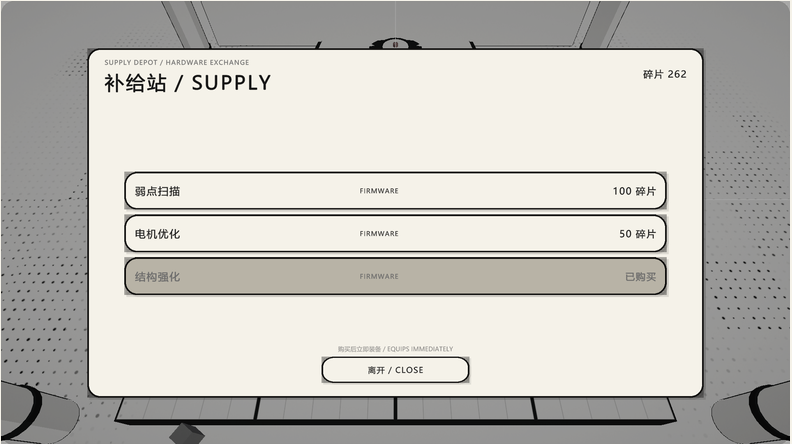 SUPPLY DEPOT / HARDWARE EXCHANGE
补给站 / SUPPLY
碎片 262
弱点扫描 FIRMWARE 100 碎片
电机优化 FIRMWARE 50 碎片
结构强化 FIRMWARE 已购买
购买后立即装备 / EQUIPS IMMEDIATELY
离开 / CLOSE